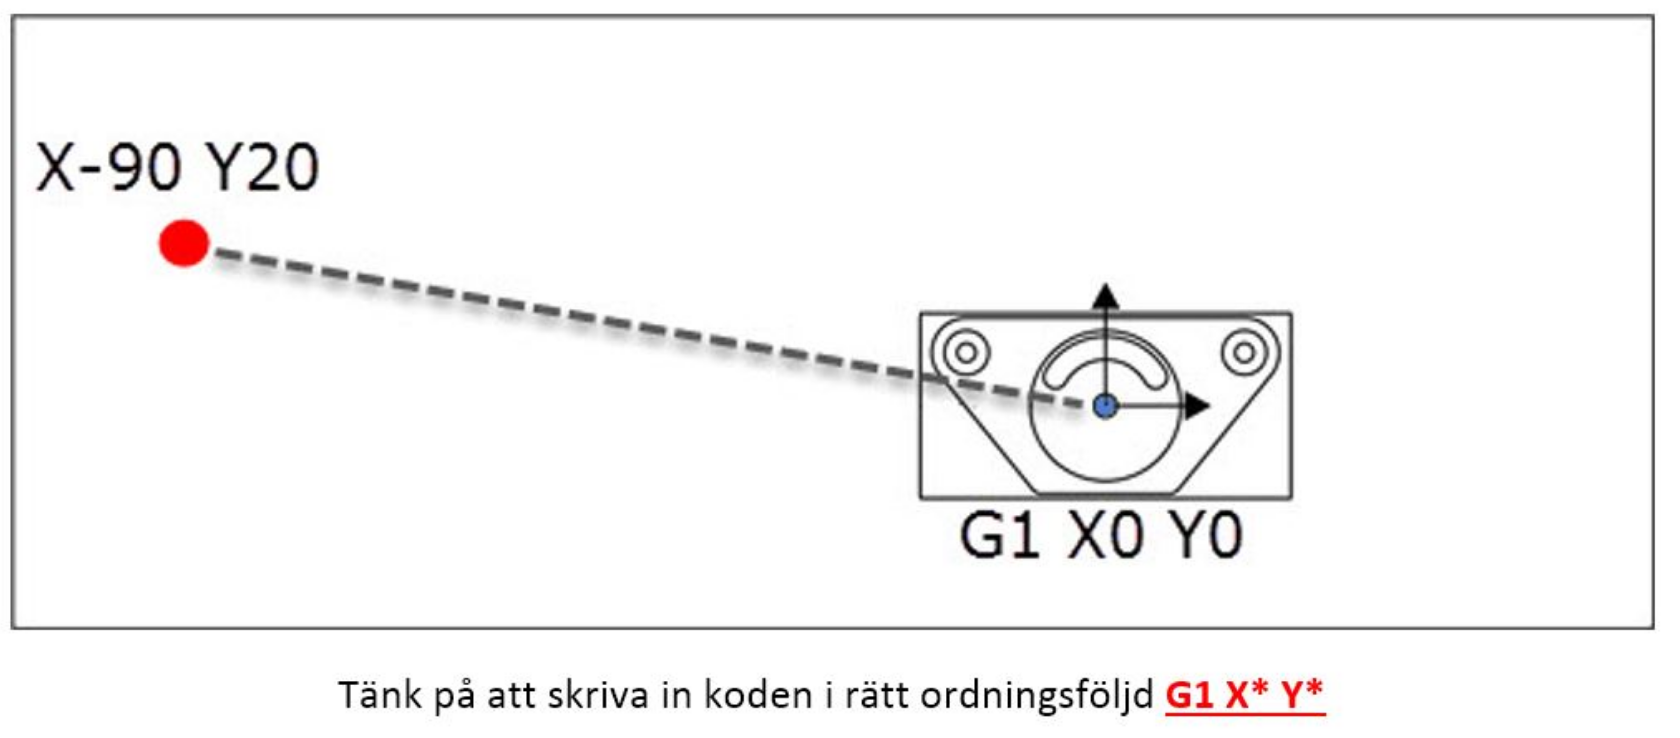 X-90 Y20
G1 X0 Y0
Tänk på att skriva in koden i rätt ordningsföljd G1 X* Y*